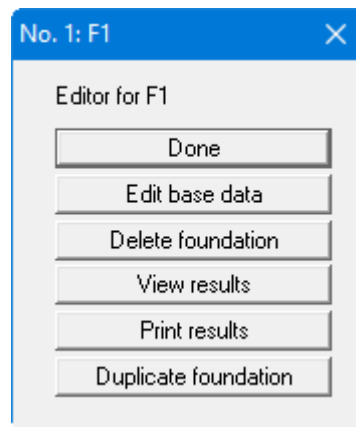 No. 1: F1
Editor for F1
Done
Edit base data
Delete foundation
View results
Print results
Duplicate foundation